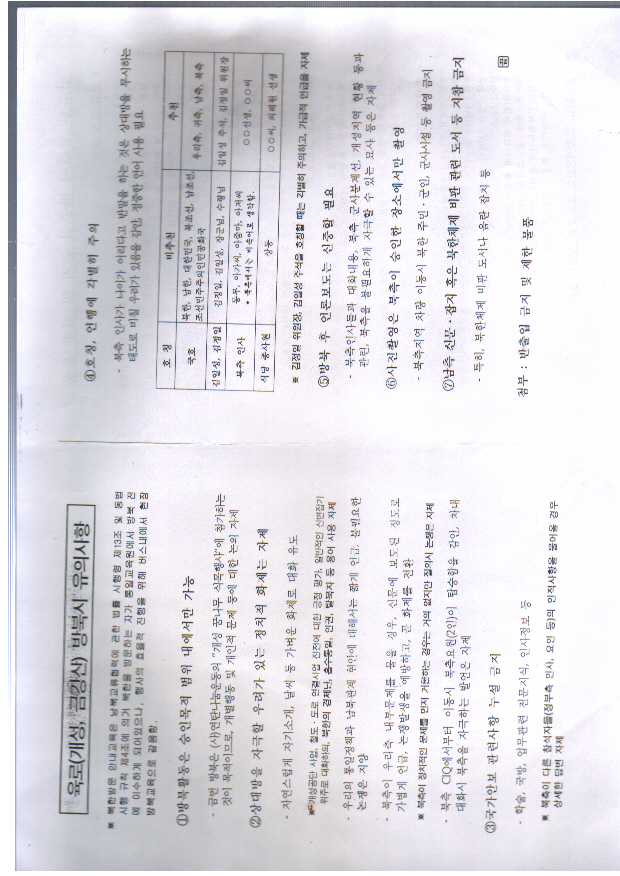 육로(개성, 금강산) 방북시 유의사항
※ 북한방문 안내교육은 남북교류협력에 관한 법률 시행령 제13조 및 동법
시행 규칙 제4조에 의거 북한을 방문하는 자가 통일교육원에서 방북 전
에 이수하게 되어있으나, 행사의 효율적 진행을 위해 버스내에서 현장
방북교육으로 갈음함.
①방북활동은 승인목적 범위 내에서만 가능
- 금번 방북은 (사)연탄나눔운동의 "개성 꿈나무 식목행사"에 참가하는
것이 목적이므로, 개별행동 및 개인적 문제 등에 대한 논의 자제
②상대방을 자극할 우려가 있는 정치적 화제는 자제
- 자연스럽게 자기소개, 날씨 등 가벼운 화제로 대화 유도
※개성공단 사업, 철도·도로 연결사업 진전에 대한 긍정 평가, 일반적인 신변잡기
위주로 대화하되, 북한의 경제난, 흡수통일, 인권, 탈북자 등 용어 사용 자제
- 우리의 통일정책과 남북관계 현안에 대해서는 짧게 언급, 불필요한
논쟁은 지양
- 북측이 우리측 내부문제를 물을 경우, 신문에 보도된 정도로
가볍게 언급, 논쟁발생을 예방하고, 곧 화제를 전환
※ 북측이 정치적인 문제를 먼저 거론하는 경우는 거의 없지만 질의시 논쟁은 자제
- 북측 CIQ에서부터 이동시 북측요원(2인)이 탑승함을 감안, 차내
대화시 북측을 자극하는 발언은 자제
③국가안보 관련사항 누설 금지
- 학술, 국방, 업무관련 전문지식, 인사정보 등
※ 북측이 다른 참석자들(정부측 인사, 요인 등)의 인적사항을 물어올 경우
상세한 답변 자제
④호칭, 언행에 각별히 주의
- 북측 인사가 나이가 어리다고 반말을 하는 것은 상대방을 무시하는
태도로 비칠 우려가 있음을 감안, 정중한 언어 사용 필요
호 칭 비추천 추천
국호 북한, 남한, 대한민국, 북조선, 남조선, 조선민주주의인민공화국 우리측, 귀측, 남측, 북측
김일성, 김정일 김정일, 김일성, 장군님, 수령님 김일성 주석, 김정일 위원장
북측 인사 동무, 아가씨, 아줌마, 아저씨 * 북측에서는 비속어로 생각함. ○○선생, ○○씨
식당 종사원 상동 ○○씨, 의례원 선생
※ 김정일 위원장, 김일성 주석을 호칭할 때는 각별히 주의하고, 가급적 언급을 자제
⑤방북 후 언론보도는 신중할 필요
- 북측인사들과 대화내용, 북측 군사분계선, 개성지역 현황 등과
관련, 북측을 불필요하게 자극할 수 있는 묘사 등은 자제
⑥사진촬영은 북측이 승인한 장소에서만 촬영
- 북측지역 차량 이동시 북한 주민·군인, 군사시설 등 촬영 금지
⑦남측 신문·잡지 혹은 북한체제 비판 관련 도서 등 지참 금지
- 특히, 북한체제 비판 도서나 음란 잡지 등
끝
첨부 : 반출입 금지 및 제한 물품